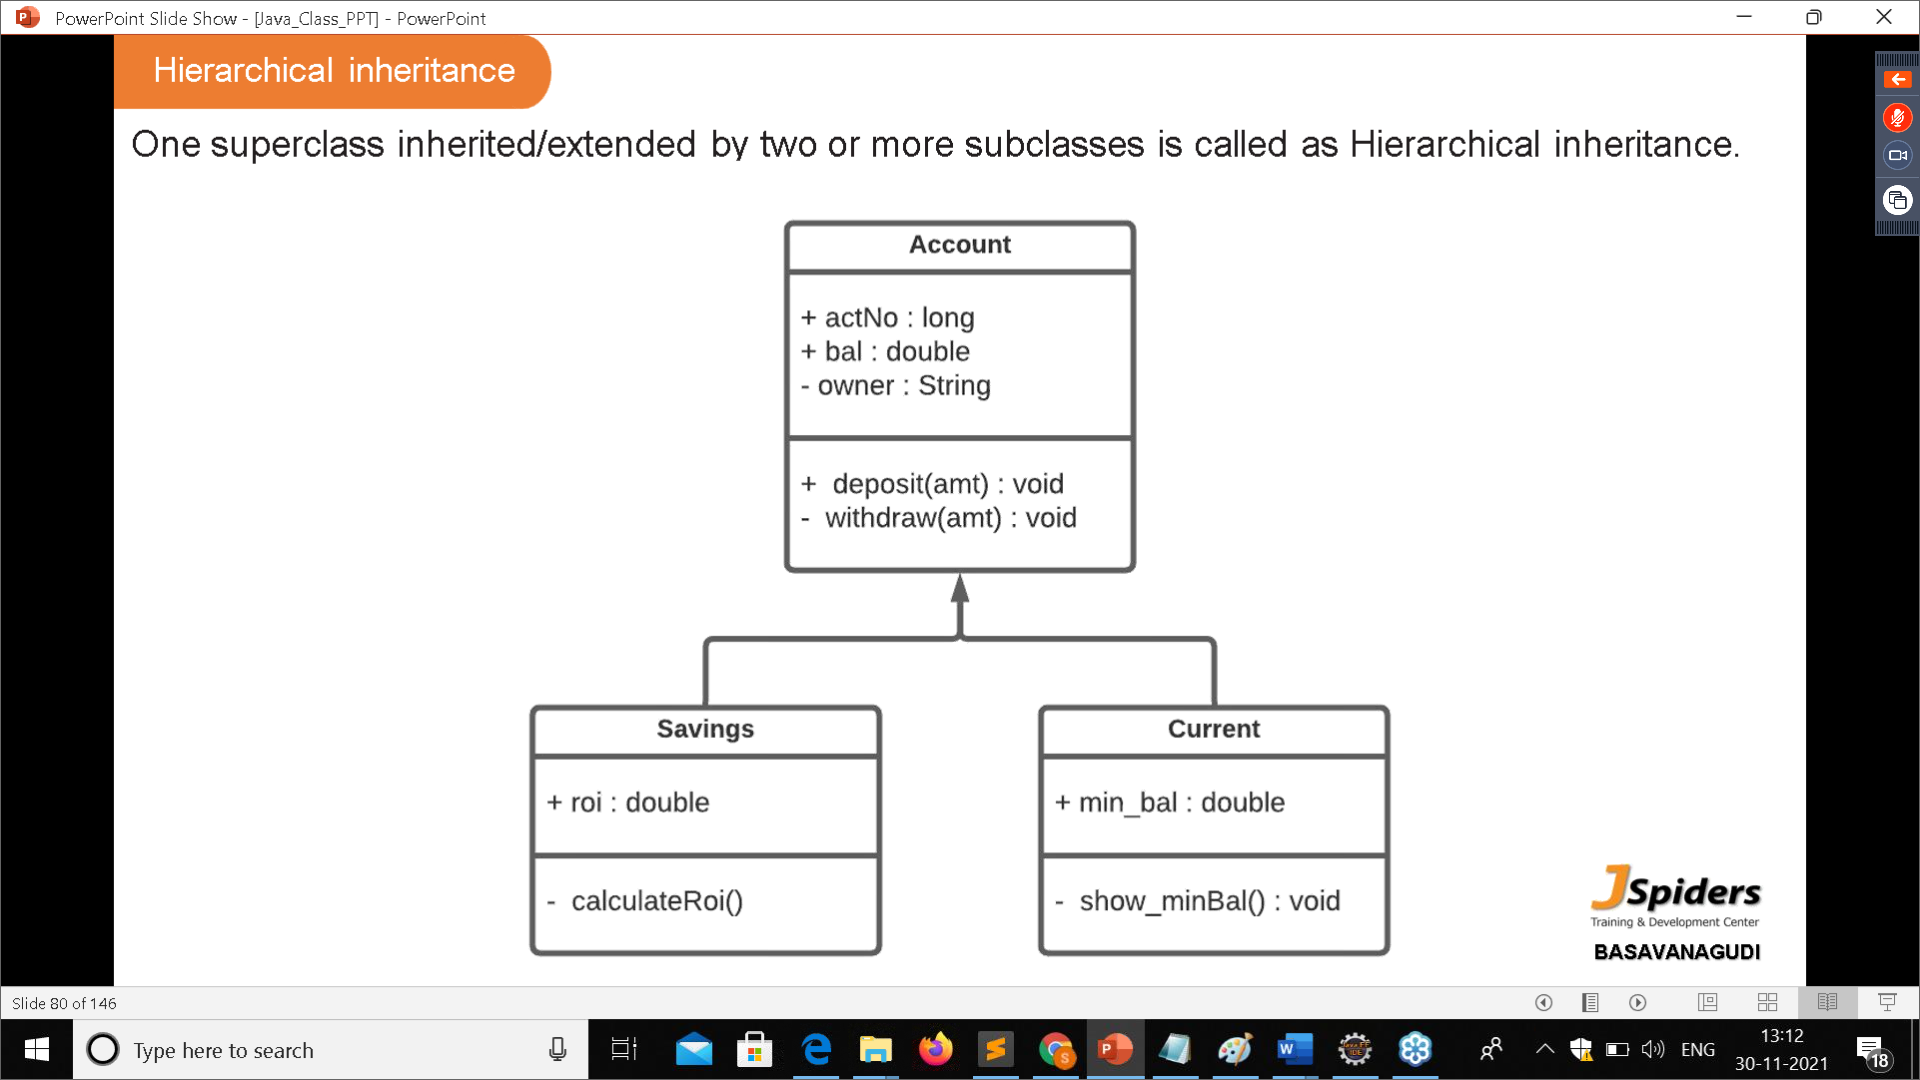 PowerPoint Slide Show - [Java_Class_PPT] - PowerPoint
Hierarchical inheritance
One superclass inherited/extended by two or more subclasses is called as Hierarchical inheritance.
Account
+ actNo : long
+ bal : double
- owner : String
+ deposit(amt) : void
- withdraw(amt) : void
Savings
+ roi : double
- calculateRoi()
Current
+ min_bal : double
- show_minBal() : void
JSpiders
Training & Development Center
BASAVANAGUDI
Slide 80 of 146
Type here to search
ENG
13:12
30-11-2021
18